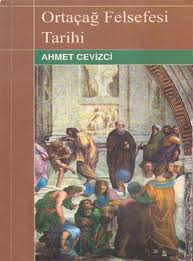 Ortaçağ Felsefesi
Tarihi
AHMET CEVİZCİ